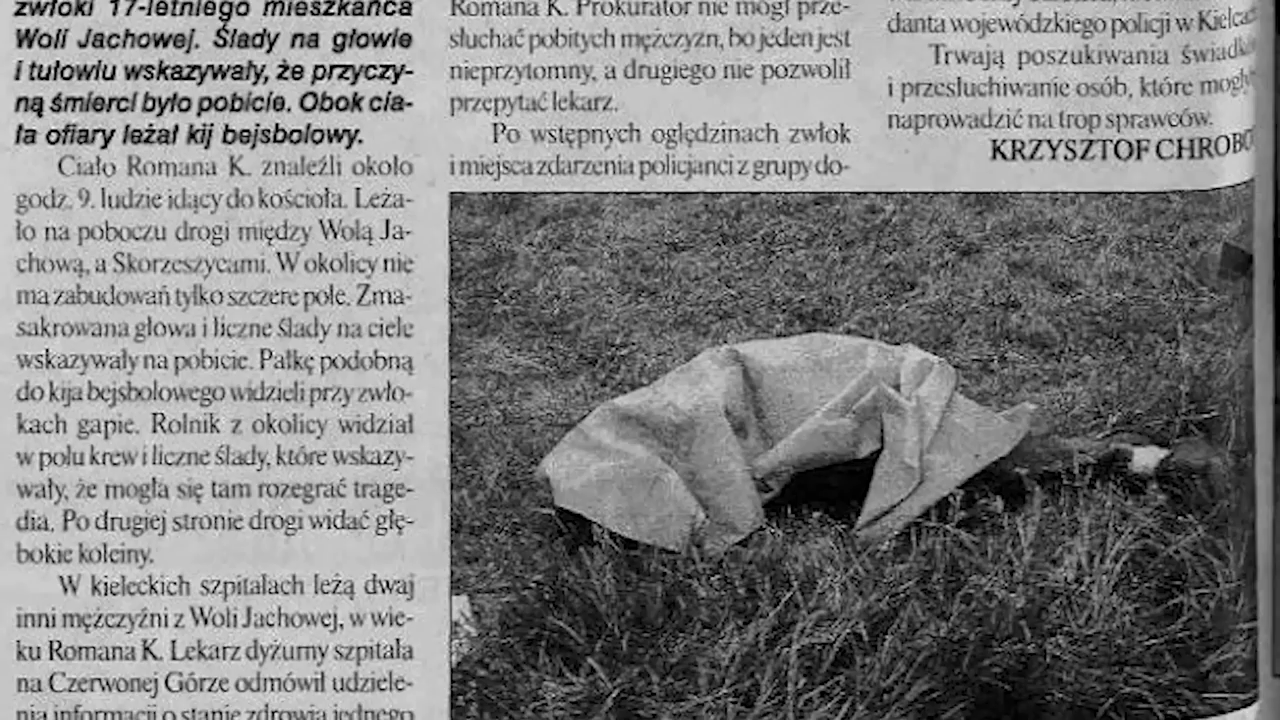 zwłoki 17-letniego mieszkańca
Woli Jachowej. Ślady na głowie
i tułowiu wskazywały, że przyczy-
ną śmierci było pobicie. Obok cia-
ła ofiary leżał kij bejsbolowy.
Ciało Romana K. znaleźli około
godz. 9. ludzie idący do kościoła. Leża-
ło na poboczu drogi między Wolą Ja-
chową, a Skorzeszycami. W okolicy nie
ma zabudowań tylko szczere pole. Zma-
sakrowana głowa i liczne ślady na ciele
wskazywały na pobicie. Pałkę podobną
do kija bejsbolowego widzieli przy zwło-
kach gapie. Rolnik z okolicy widział
w polu krew i liczne ślady, które wskazy-
wały, że mogła się tam rozegrać trage-
dia. Po drugiej stronie drogi widać głę-
bokie koleiny.
W kieleckich szpitalach leżą dwaj
inni mężczyźni z Woli Jachowej, w wie-
ku Romana K. Lekarz dyżurny szpitala
na Czerwonej Górze odmówił udziele-
nia informacji o stanie zdrowia jednego
Romana K. Prokurator nie mógł prze-
słuchać pobitych mężczyzn, bo jeden jest
nieprzytomny, a drugiego nie pozwolił
przepytać lekarz.
Po wstępnych oględzinach zwłok
i miejsca zdarzenia policjanci z grupy do-
danta wojewódzkiego policji w Kielcach
Trwają poszukiwania świadków
i przesłuchiwanie osób, które mogły
naprowadzić na trop sprawców.
KRZYSZTOF CHROBO